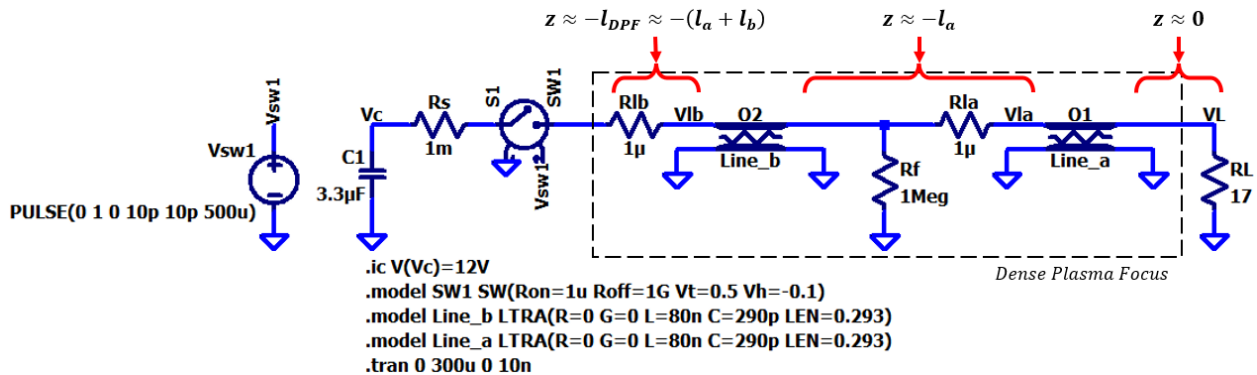 z ≈ −l_DPF ≈ −(l_a + l_b)
z ≈ −l_a
z ≈ 0
Vsw1
Vsw1
PULSE(0 1 0 10p 10p 500u)
Vc
C1
3.3µF
Rs
1m
S1
SW1
Vsw1
Rlb
1µ
Vlb
O2
Line_b
Rf
1Meg
Rla
1µ
Vla
O1
Line_a
VL
RL
17
Dense Plasma Focus
.ic V(Vc)=12V
.model SW1 SW(Ron=1u Roff=1G Vt=0.5 Vh=-0.1)
.model Line_b LTRA(R=0 G=0 L=80n C=290p LEN=0.293)
.model Line_a LTRA(R=0 G=0 L=80n C=290p LEN=0.293)
.tran 0 300u 0 10n